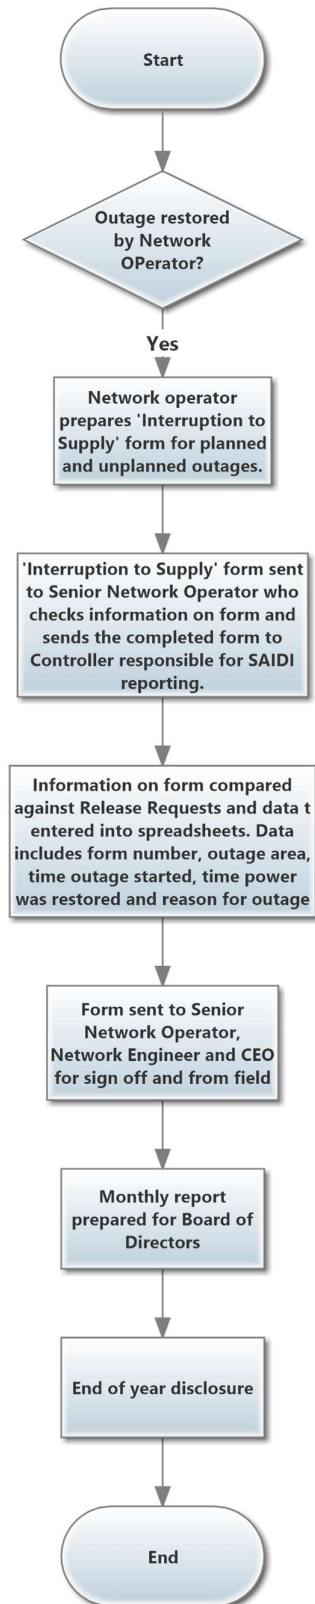 Start
Outage restored
by Network
OPerator?
Yes
Network operator
prepares 'Interruption to
Supply' form for planned
and unplanned outages.
'Interruption to Supply' form sent
to Senior Network Operator who
checks information on form and
sends the completed form to
Controller responsible for SAIDI
reporting.
Information on form compared
against Release Requests and data t
entered into spreadsheets. Data
includes form number, outage area,
time outage started, time power
was restored and reason for outage
Form sent to Senior
Network Operator,
Network Engineer and CEO
for sign off and from field
Monthly report
prepared for Board of
Directors
End of year disclosure
End